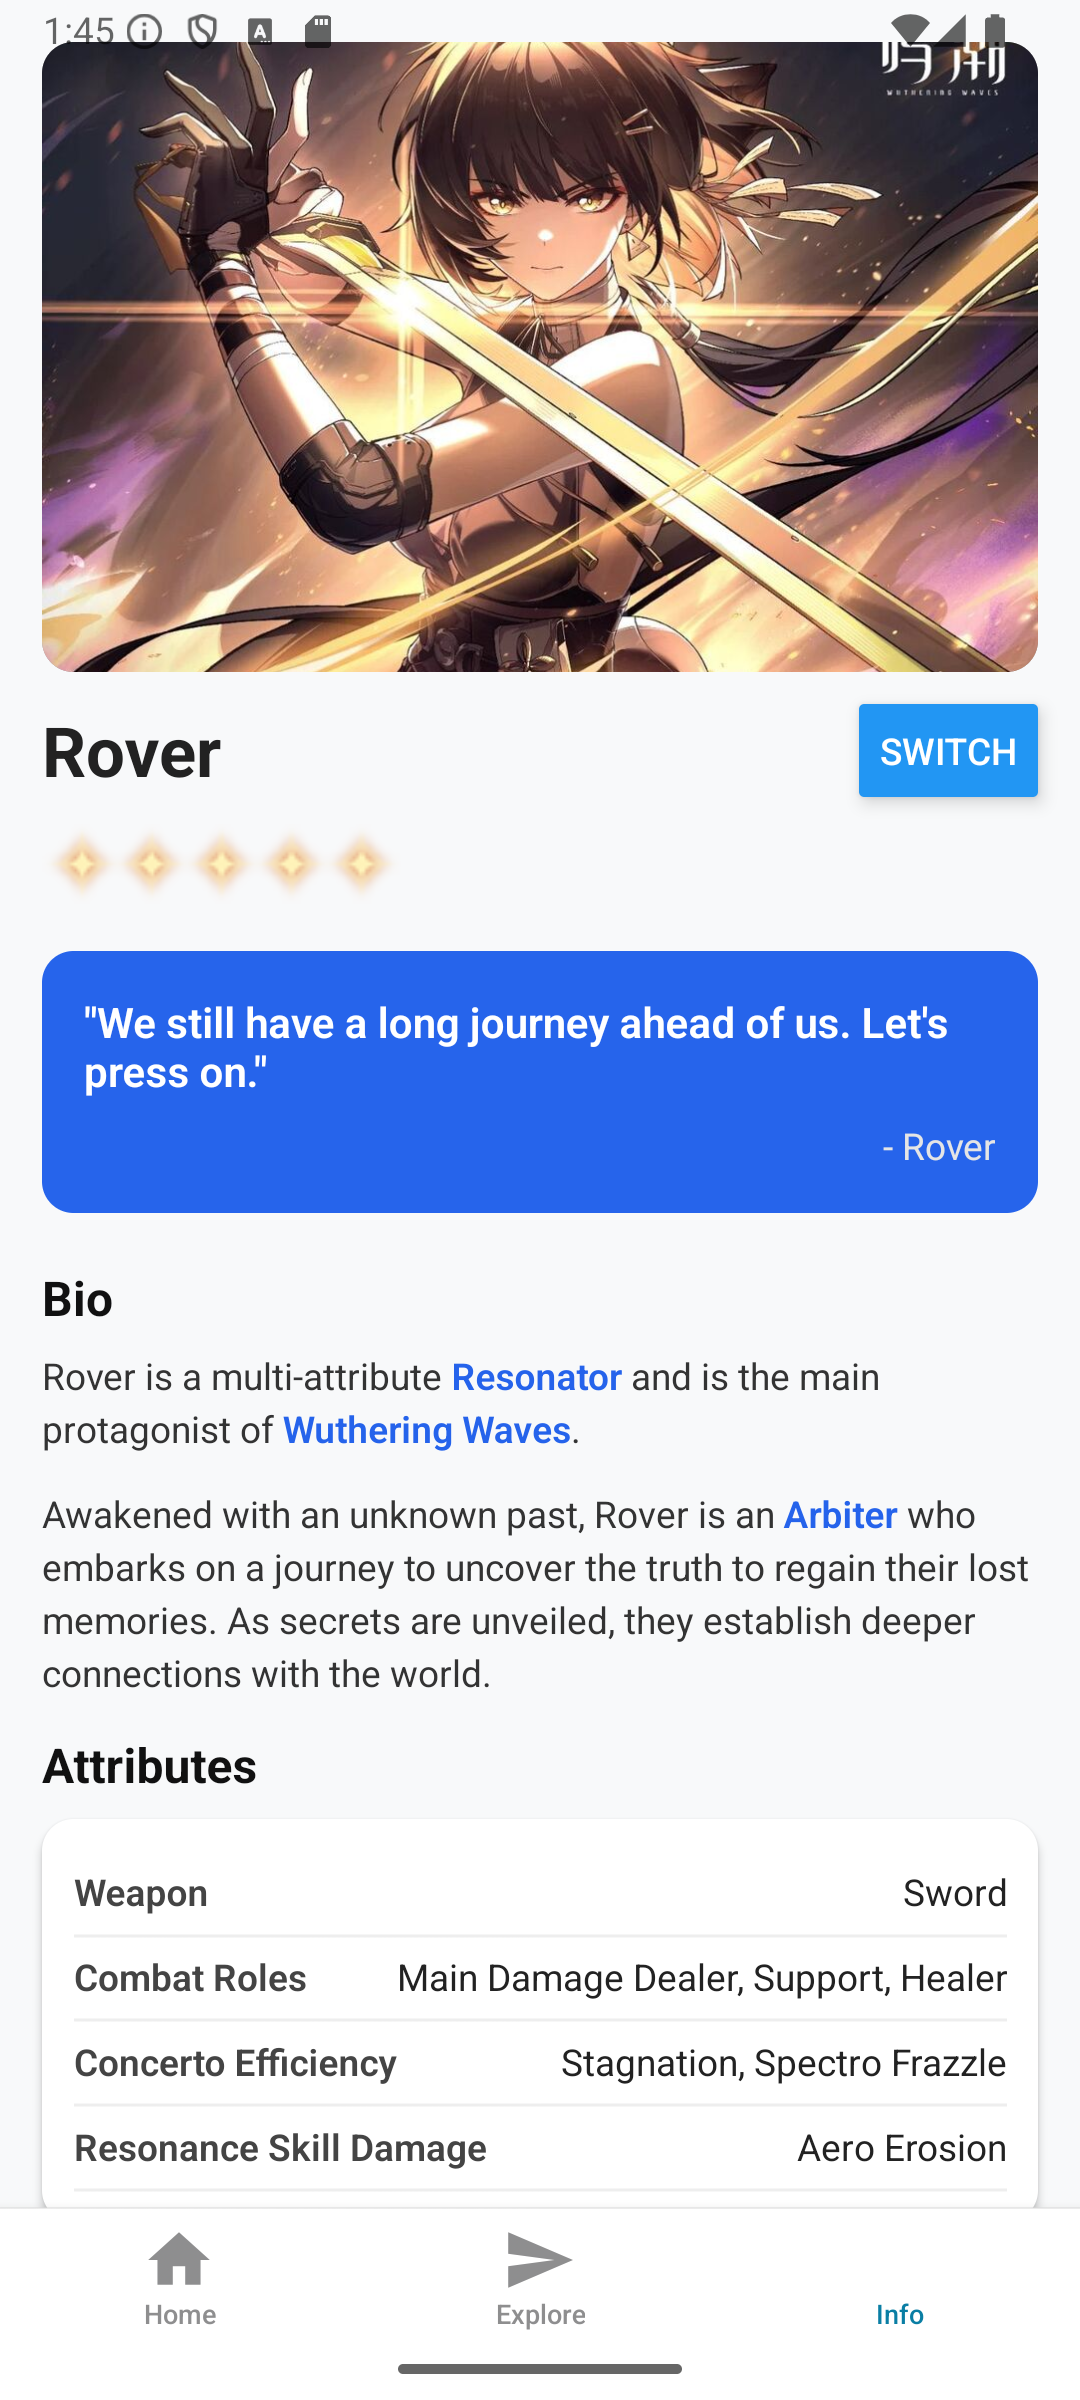 1:45
WUTHERING WAVES
Rover
SWITCH
"We still have a long journey ahead of us. Let's
press on."
- Rover
Bio
Rover is a multi-attribute Resonator and is the main
protagonist of Wuthering Waves.
Awakened with an unknown past, Rover is an Arbiter who
embarks on a journey to uncover the truth to regain their lost
memories. As secrets are unveiled, they establish deeper
connections with the world.
Attributes
Weapon Sword
Combat Roles Main Damage Dealer, Support, Healer
Concerto Efficiency Stagnation, Spectro Frazzle
Resonance Skill Damage Aero Erosion
Home Explore Info